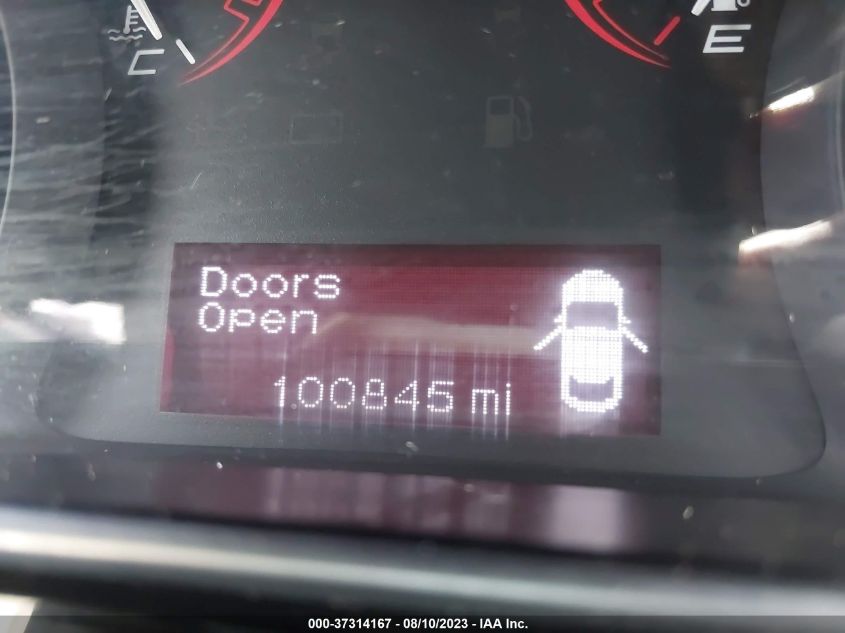 C
E
Doors
Open
100845 mi
000-37314167 - 08/10/2023 - IAA Inc.